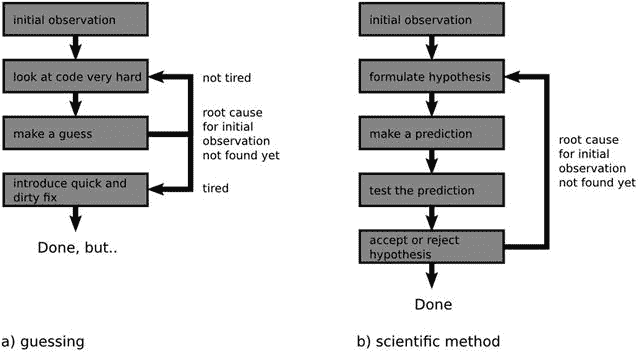 initial observation
look at code very hard
make a guess
introduce quick and
dirty fix
Done, but..
not tired
root cause
for initial
observation
not found yet
tired
a) guessing
initial observation
formulate hypothesis
make a prediction
test the prediction
accept or reject
hypothesis
Done
root cause
for initial
observation
not found yet
b) scientific method